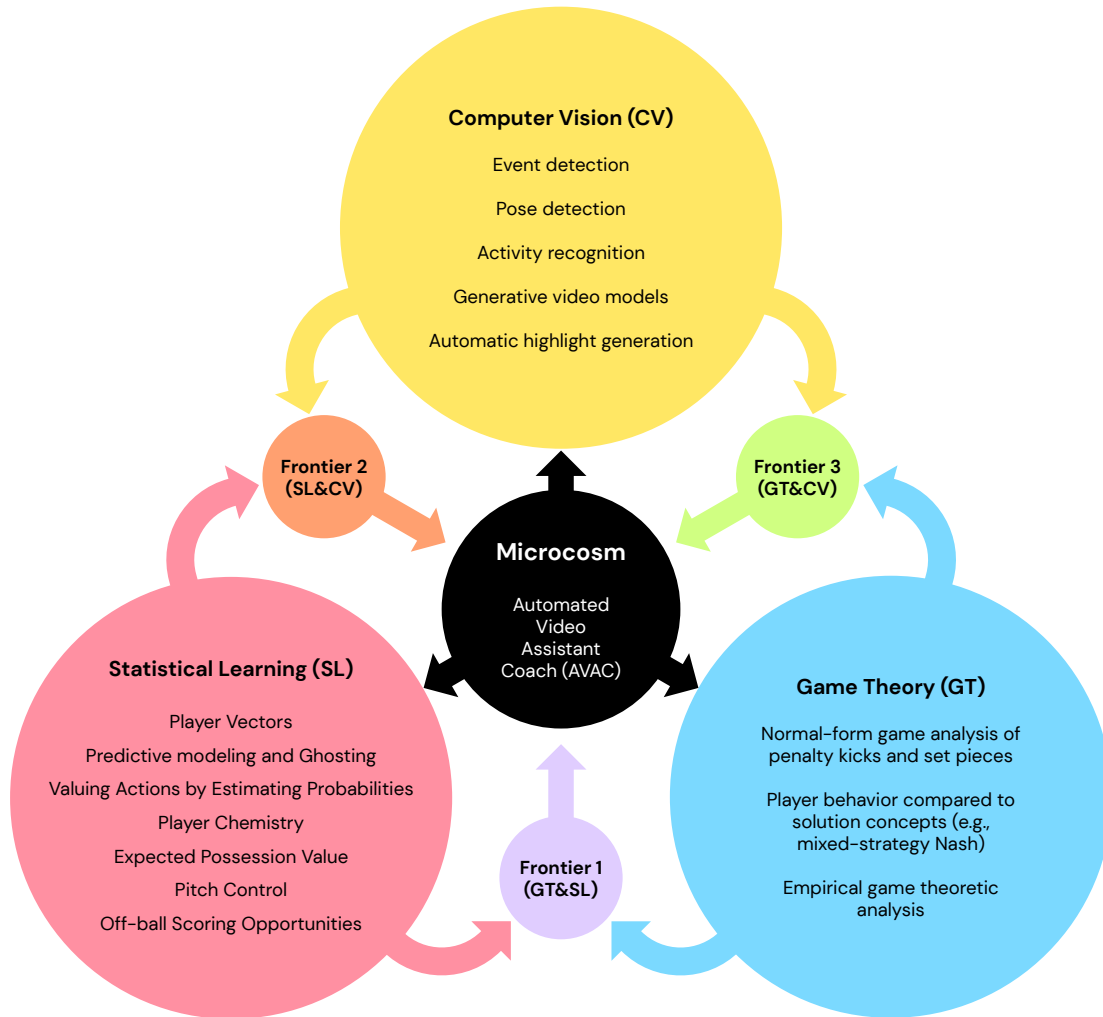 Computer Vision (CV)
Event detection
Pose detection
Activity recognition
Generative video models
Automatic highlight generation
Frontier 2
(SL&CV)
Frontier 3
(GT&CV)
Microcosm
Automated
Video
Assistant
Coach (AVAC)
Statistical Learning (SL)
Player Vectors
Predictive modeling and Ghosting
Valuing Actions by Estimating Probabilities
Player Chemistry
Expected Possession Value
Pitch Control
Off-ball Scoring Opportunities
Game Theory (GT)
Normal-form game analysis of
penalty kicks and set pieces
Player behavior compared to
solution concepts (e.g.,
mixed-strategy Nash)
Empirical game theoretic
analysis
Frontier 1
(GT&SL)